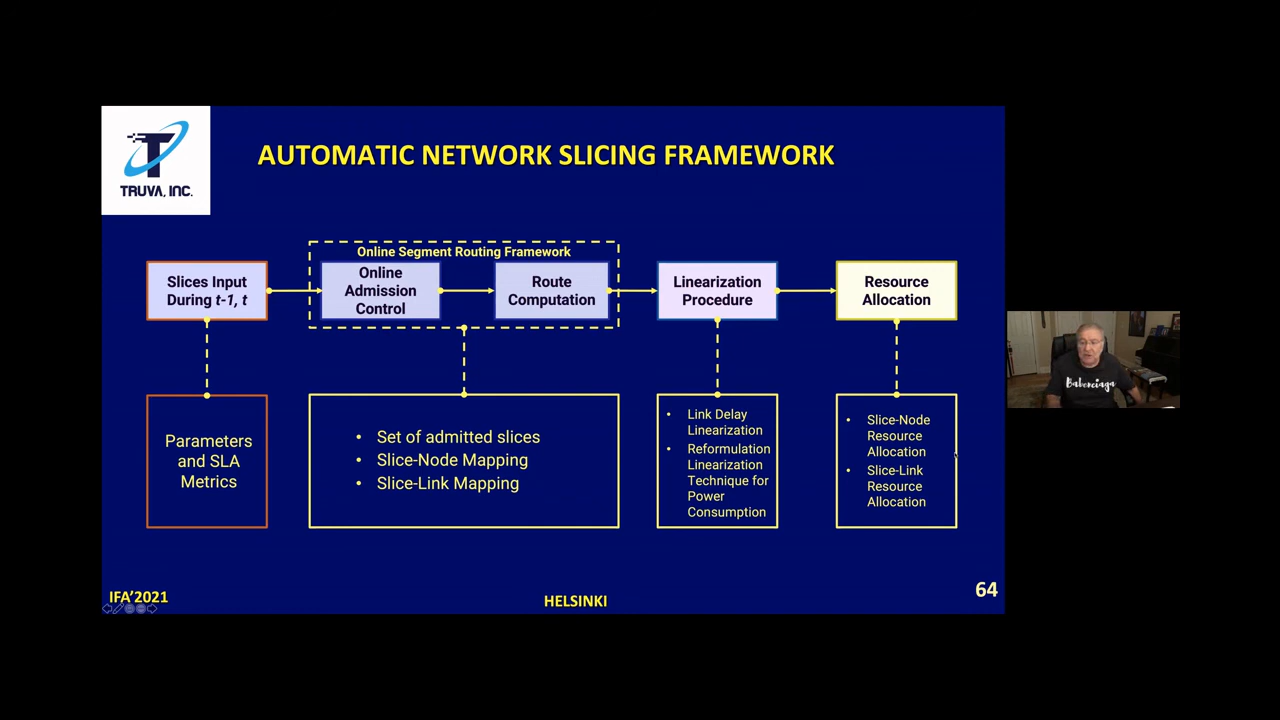 TRUVA, INC.
AUTOMATIC NETWORK SLICING FRAMEWORK
Online Segment Routing Framework
Slices Input
During t-1, t
Online
Admission
Control
Route
Computation
Linearization
Procedure
Resource
Allocation
Parameters
and SLA
Metrics
• Set of admitted slices
• Slice-Node Mapping
• Slice-Link Mapping
• Link Delay
Linearization
• Reformulation
Linearization
Technique for
Power
Consumption
• Slice-Node
Resource
Allocation
• Slice-Link
Resource
Allocation
IFA'2021
HELSINKI
64